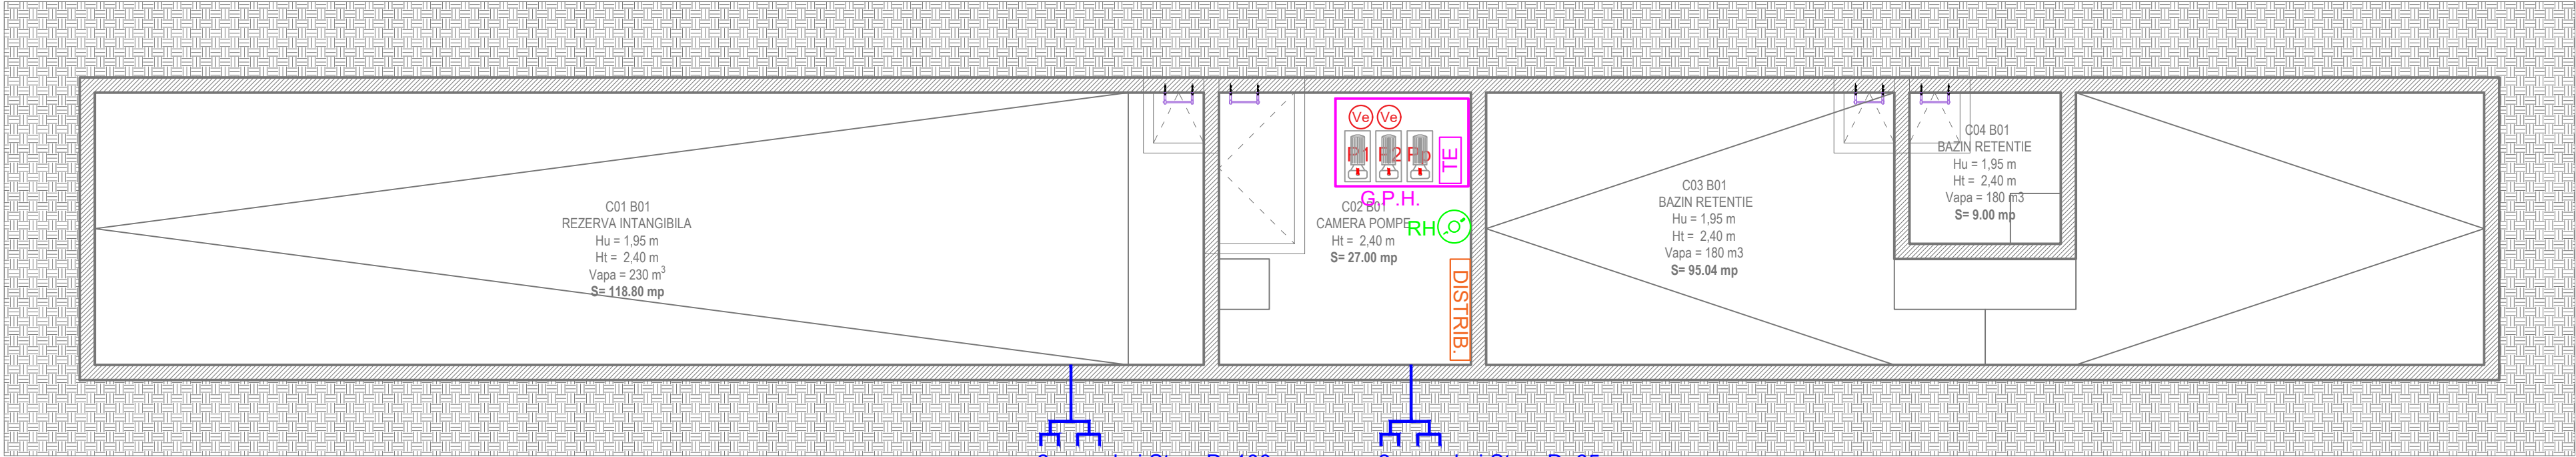 C01 B01
REZERVA INTANGIBILA
Hu = 1,95 m
Ht = 2,40 m
Vapa = 230 m³
S= 118.80 mp
Ve
Ve
P1
P2
Pp
TE
G.P.H.
C02 B01
CAMERA POMPE
Ht = 2,40 m
S= 27.00 mp
RH
DISTRIB.
C03 B01
BAZIN RETENTIE
Hu = 1,95 m
Ht = 2,40 m
Vapa = 180 m3
S= 95.04 mp
C04 B01
BAZIN RETENTIE
Hu = 1,95 m
Ht = 2,40 m
Vapa = 180 m3
S= 9.00 mp